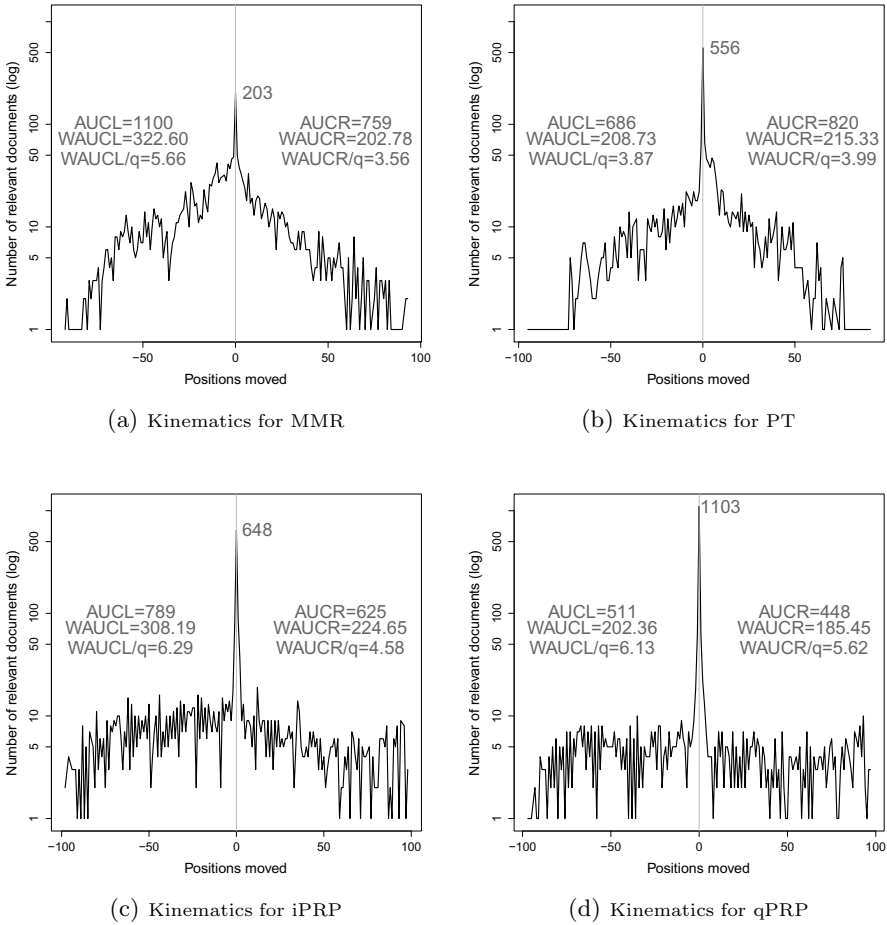 Number of relevant documents (log)
1 5 10 50 100 500
203
AUCL=1100
WAUCL=322.60
WAUCL/q=5.66
AUCR=759
WAUCR=202.78
WAUCR/q=3.56
−50 0 50 100
Positions moved
(a) Kinematics for MMR
Number of relevant documents (log)
1 5 10 50 100 500
556
AUCL=686
WAUCL=208.73
WAUCL/q=3.87
AUCR=820
WAUCR=215.33
WAUCR/q=3.99
−100 −50 0 50
Positions moved
(b) Kinematics for PT
Number of relevant documents (log)
1 5 10 50 100 500
648
AUCL=789
WAUCL=308.19
WAUCL/q=6.29
AUCR=625
WAUCR=224.65
WAUCR/q=4.58
−100 −50 0 50 100
Positions moved
(c) Kinematics for iPRP
Number of relevant documents (log)
1 5 10 50 100 500
1103
AUCL=511
WAUCL=202.36
WAUCL/q=6.13
AUCR=448
WAUCR=185.45
WAUCR/q=5.62
−100 −50 0 50 100
Positions moved
(d) Kinematics for qPRP